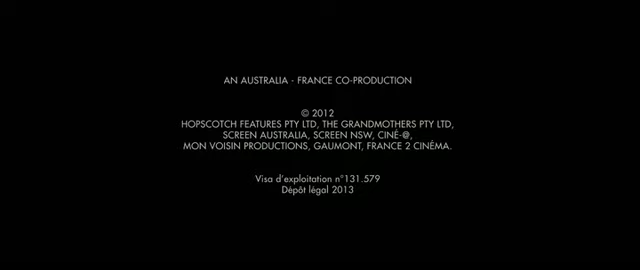 AN AUSTRALIA - FRANCE CO-PRODUCTION
© 2012
HOPSCOTCH FEATURES PTY LTD, THE GRANDMOTHERS PTY LTD,
SCREEN AUSTRALIA, SCREEN NSW, CINÉ-@,
MON VOISIN PRODUCTIONS, GAUMONT, FRANCE 2 CINÉMA.
Visa d'exploitation n°131.579
Dépôt légal 2013